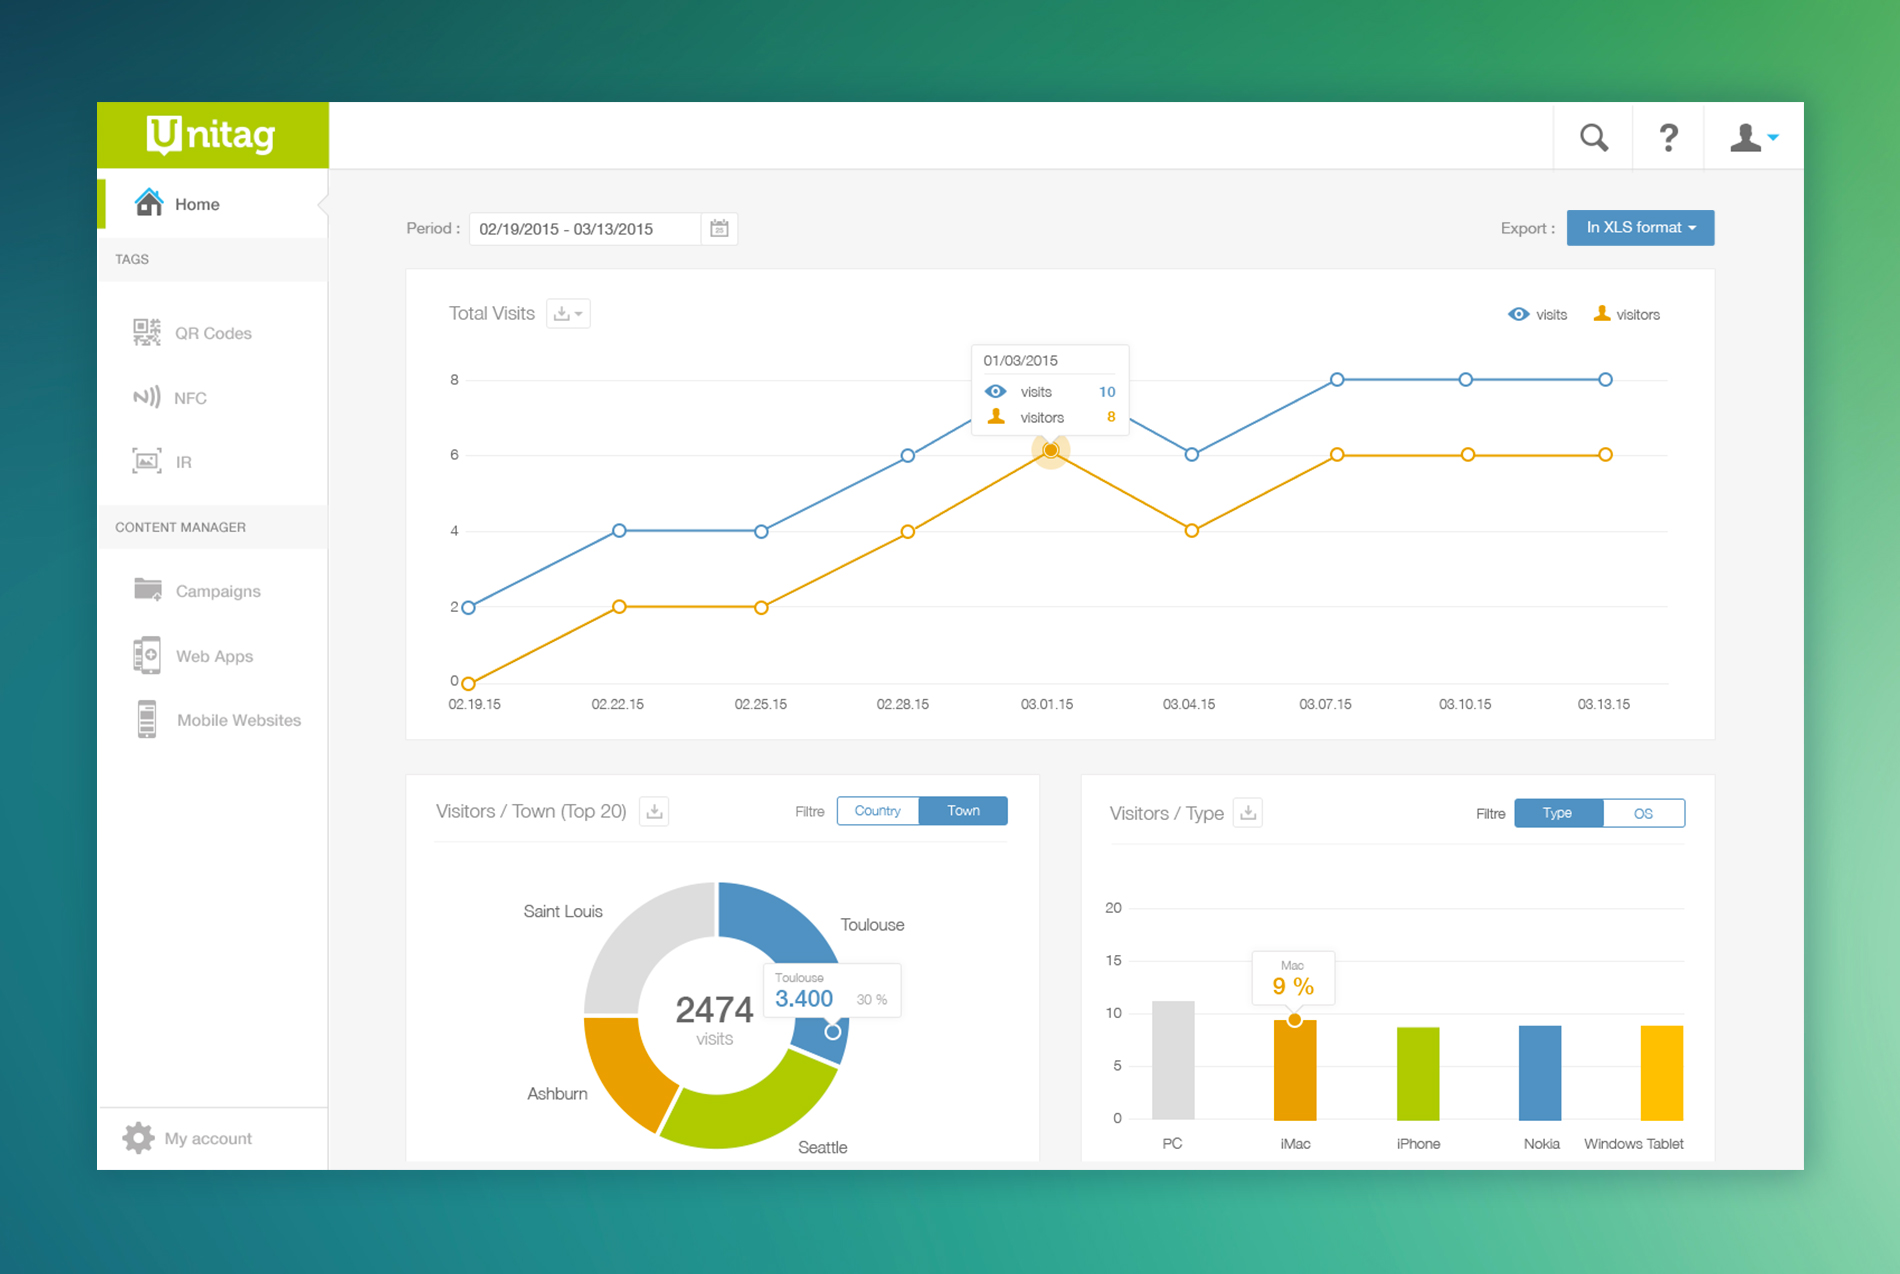 Unitag
?
Home
Period : 02/19/2015 - 03/13/2015
Export : In XLS format
TAGS
QR Codes
NFC
IR
CONTENT MANAGER
Campaigns
Web Apps
Mobile Websites
My account
Total Visits
visits visitors
01/03/2015
visits 10
visitors 8
8
6
4
2
0
02.19.15 02.22.15 02.25.15 02.28.15 03.01.15 03.04.15 03.07.15 03.10.15 03.13.15
Visitors / Town (Top 20)
Filtre Country Town
Saint Louis
Toulouse
Toulouse
3.400 30 %
2474
visits
Ashburn
Seattle
Visitors / Type
Filtre Type OS
20
15
10
5
0
Mac
9 %
PC iMac iPhone Nokia Windows Tablet